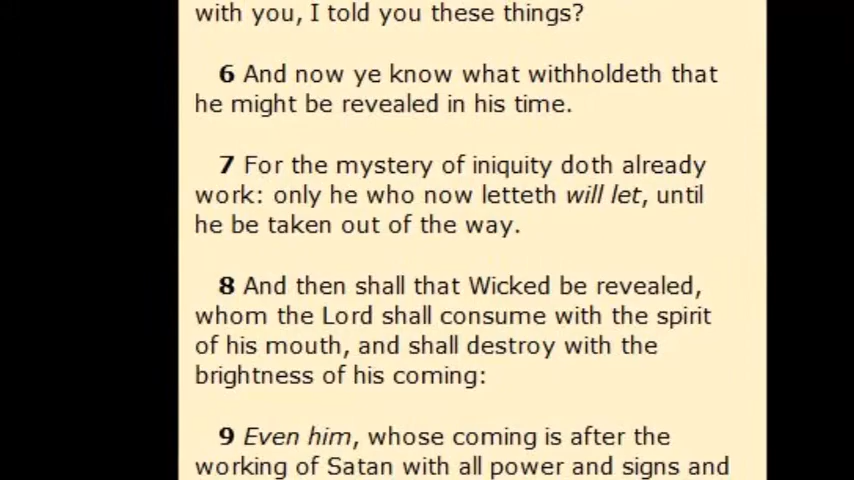 with you, I told you these things?
6 And now ye know what withholdeth that
he might be revealed in his time.
7 For the mystery of iniquity doth already
work: only he who now letteth will let, until
he be taken out of the way.
8 And then shall that Wicked be revealed,
whom the Lord shall consume with the spirit
of his mouth, and shall destroy with the
brightness of his coming:
9 Even him, whose coming is after the
working of Satan with all power and signs and